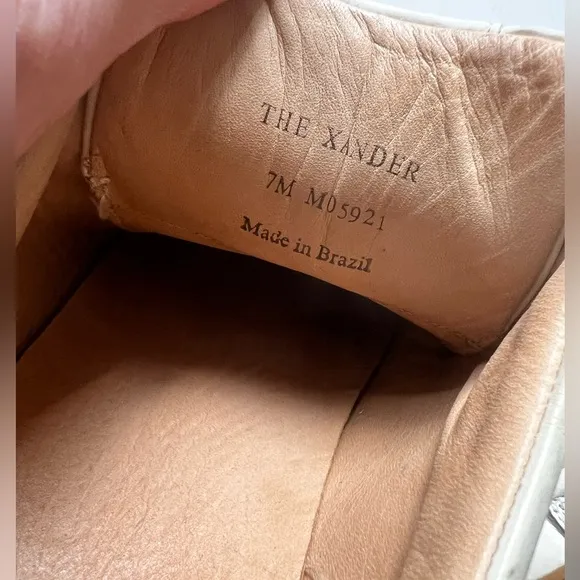 THE XANDER
7M M05921
Made in Brazil